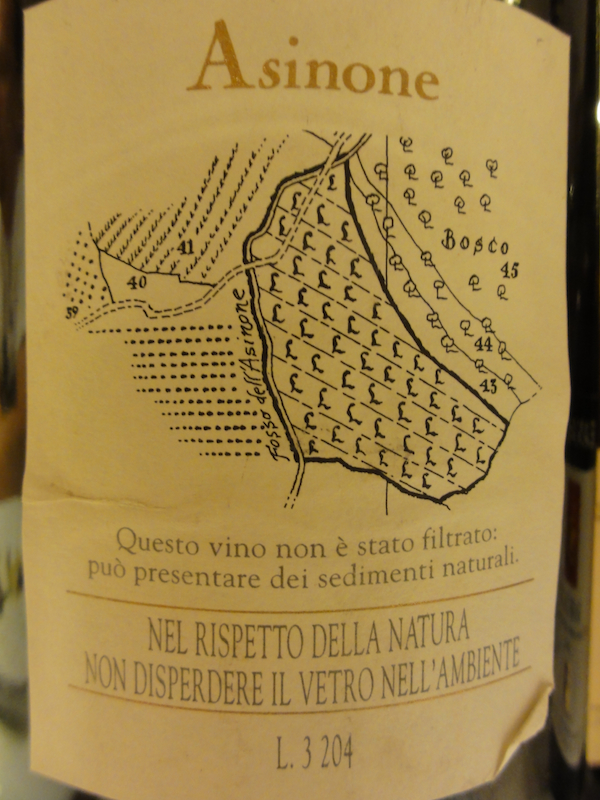 Asinone
Bosco
45
41
40
39
Fosso dell'Asinone
44
43
Questo vino non è stato filtrato:
può presentare dei sedimenti naturali.
NEL RISPETTO DELLA NATURA
NON DISPERDERE IL VETRO NELL'AMBIENTE
L. 3 204